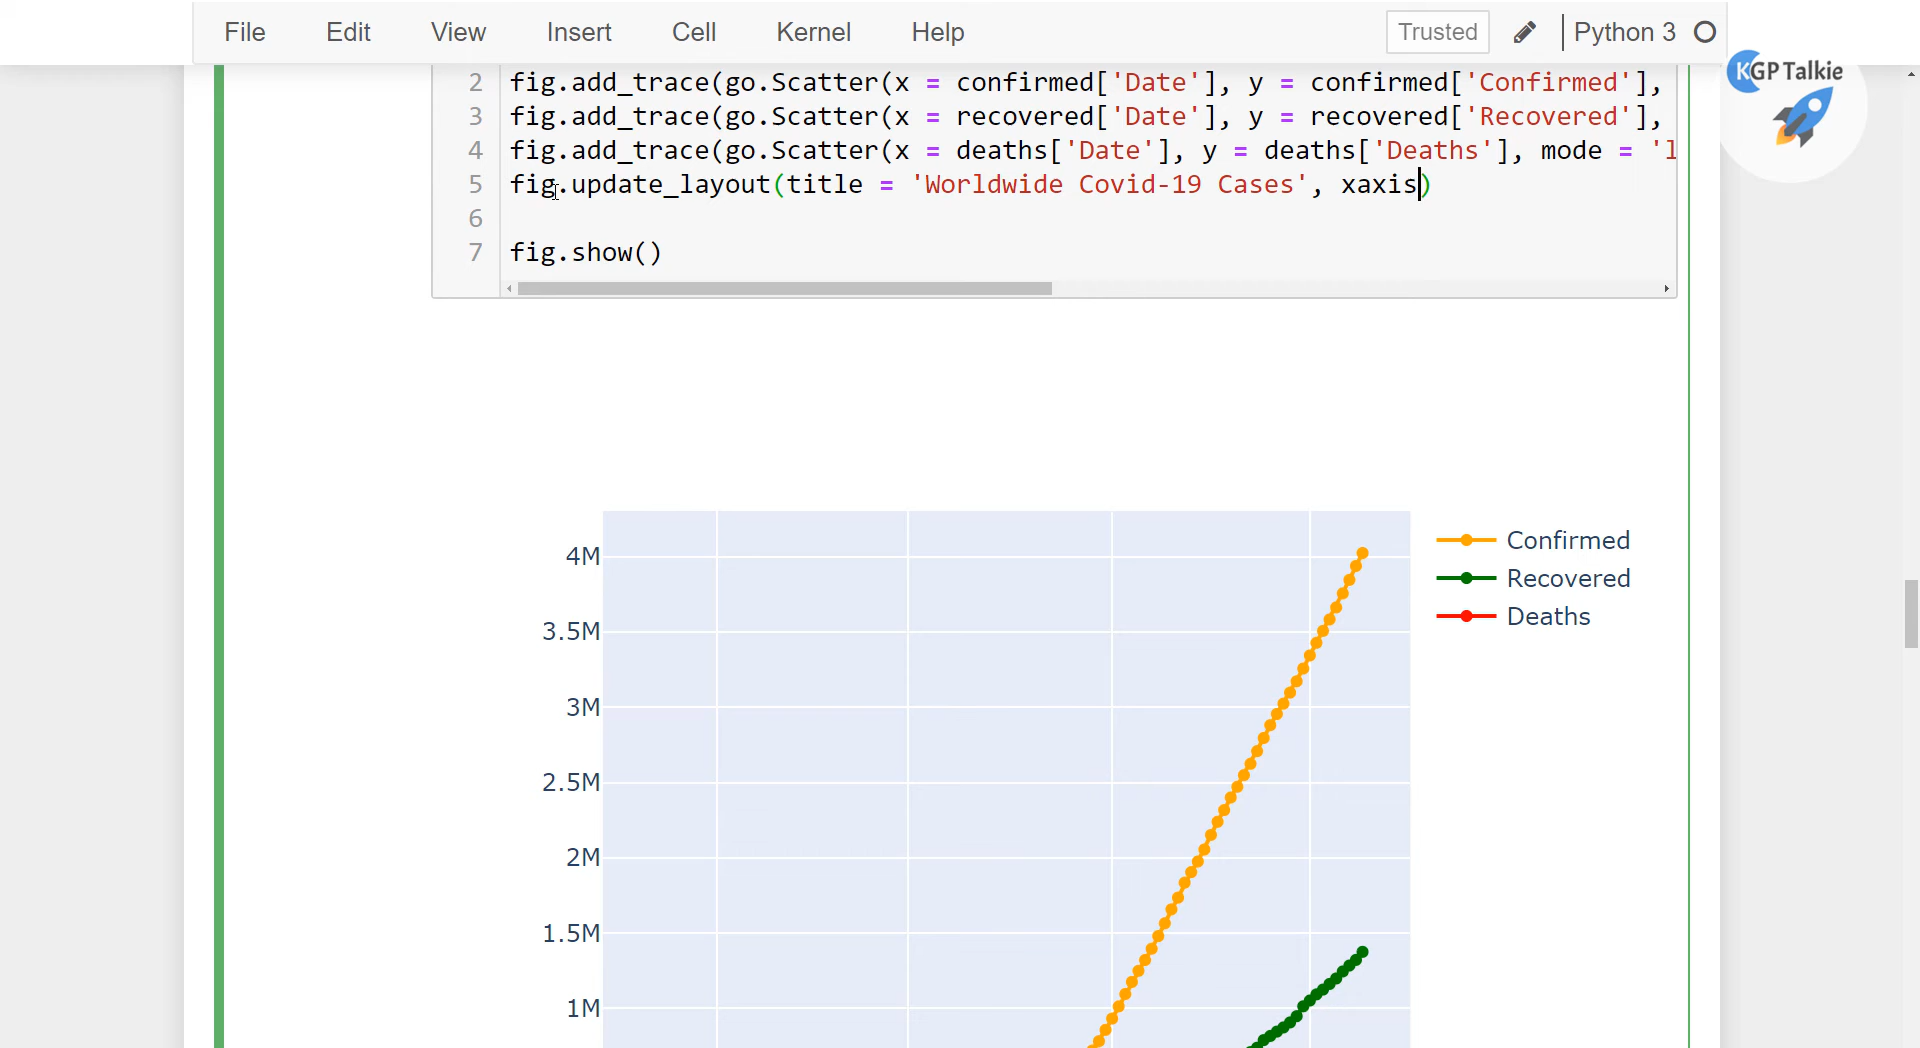 File Edit View Insert Cell Kernel Help Trusted Python 3
KGP Talkie
2 fig.add_trace(go.Scatter(x = confirmed['Date'], y = confirmed['Confirmed'],
3 fig.add_trace(go.Scatter(x = recovered['Date'], y = recovered['Recovered'],
4 fig.add_trace(go.Scatter(x = deaths['Date'], y = deaths['Deaths'], mode = 'l
5 fig.update_layout(title = 'Worldwide Covid-19 Cases', xaxis)
6
7 fig.show()
Confirmed
Recovered
Deaths
4M
3.5M
3M
2.5M
2M
1.5M
1M